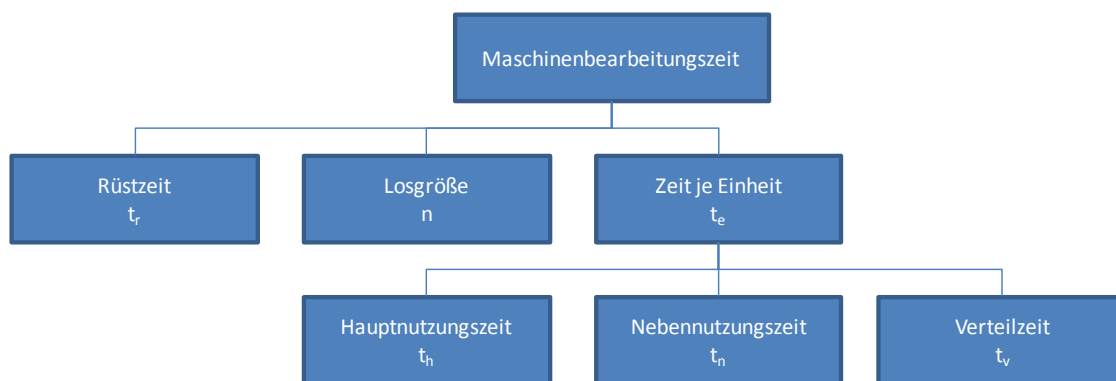 Maschinenbearbeitungszeit
Rüstzeit
tr
Losgröße
n
Zeit je Einheit
te
Hauptnutzungszeit
th
Nebennutzungszeit
tn
Verteilzeit
tv